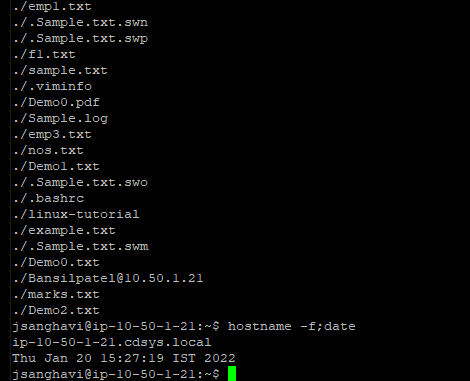 ./emp1.txt
./.Sample.txt.swn
./.Sample.txt.swp
./f1.txt
./sample.txt
./.viminfo
./Demo0.pdf
./Sample.log
./emp3.txt
./nos.txt
./Demo1.txt
./.Sample.txt.swo
./.bashrc
./linux-tutorial
./example.txt
./.Sample.txt.swm
./Demo0.txt
./Bansilpatel@10.50.1.21
./marks.txt
./Demo2.txt
jsanghavi@ip-10-50-1-21:~$ hostname -f;date
ip-10-50-1-21.cdsys.local
Thu Jan 20 15:27:19 IST 2022
jsanghavi@ip-10-50-1-21:~$